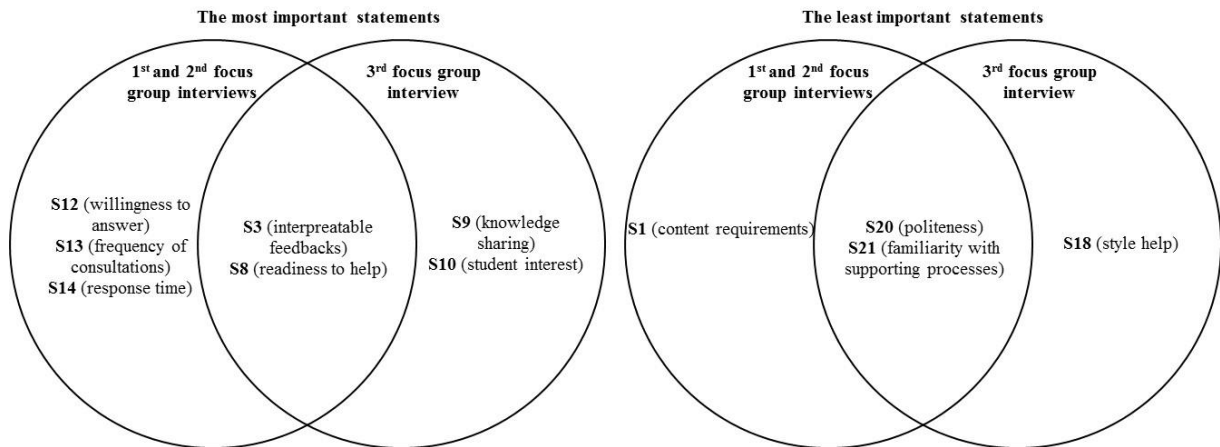 The most important statements
1st and 2nd focus
group interviews
3rd focus group
interview
S12 (willingness to
answer)
S13 (frequency of
consultations)
S14 (response time)
S3 (interpreatable
feedbacks)
S8 (readiness to help)
S9 (knowledge
sharing)
S10 (student interest)
The least important statements
1st and 2nd focus
group interviews
3rd focus group
interview
S1 (content requirements)
S20 (politeness)
S21 (familiarity with
supporting processes)
S18 (style help)